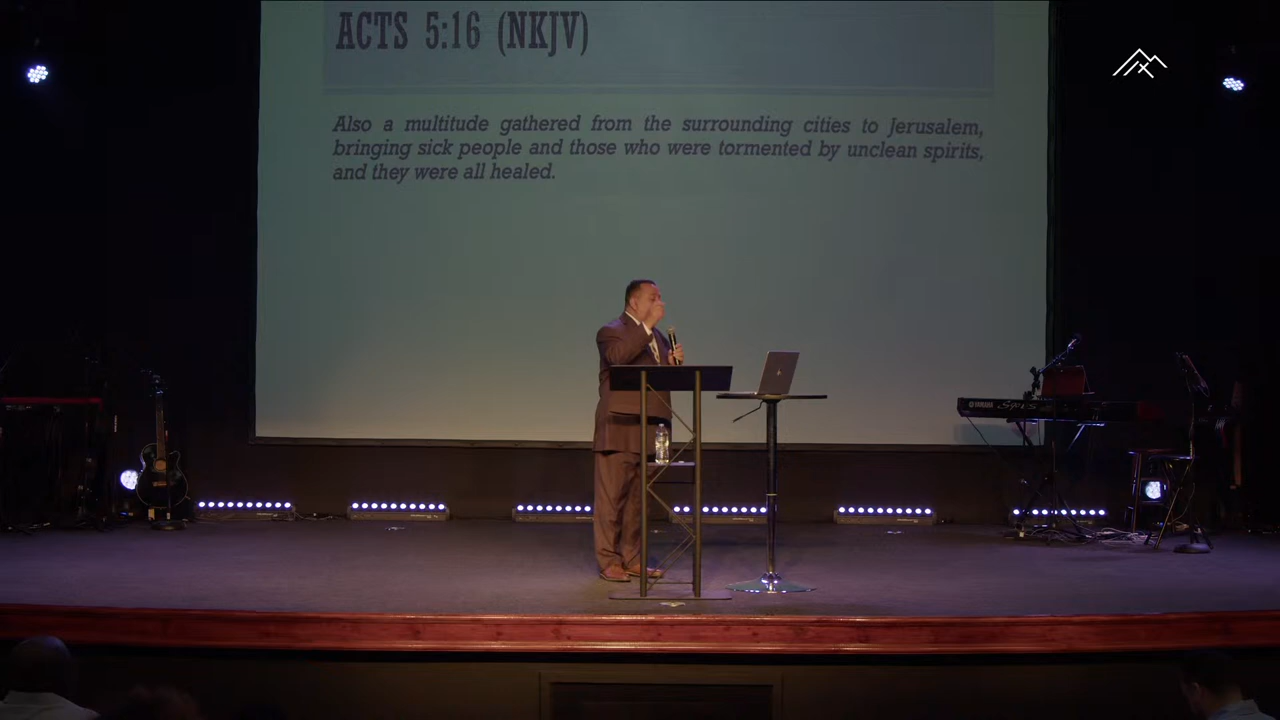 ACTS 5:16 (NKJV)
Also a multitude gathered from the surrounding cities to Jerusalem,
bringing sick people and those who were tormented by unclean spirits,
and they were all healed.
YAMAHA